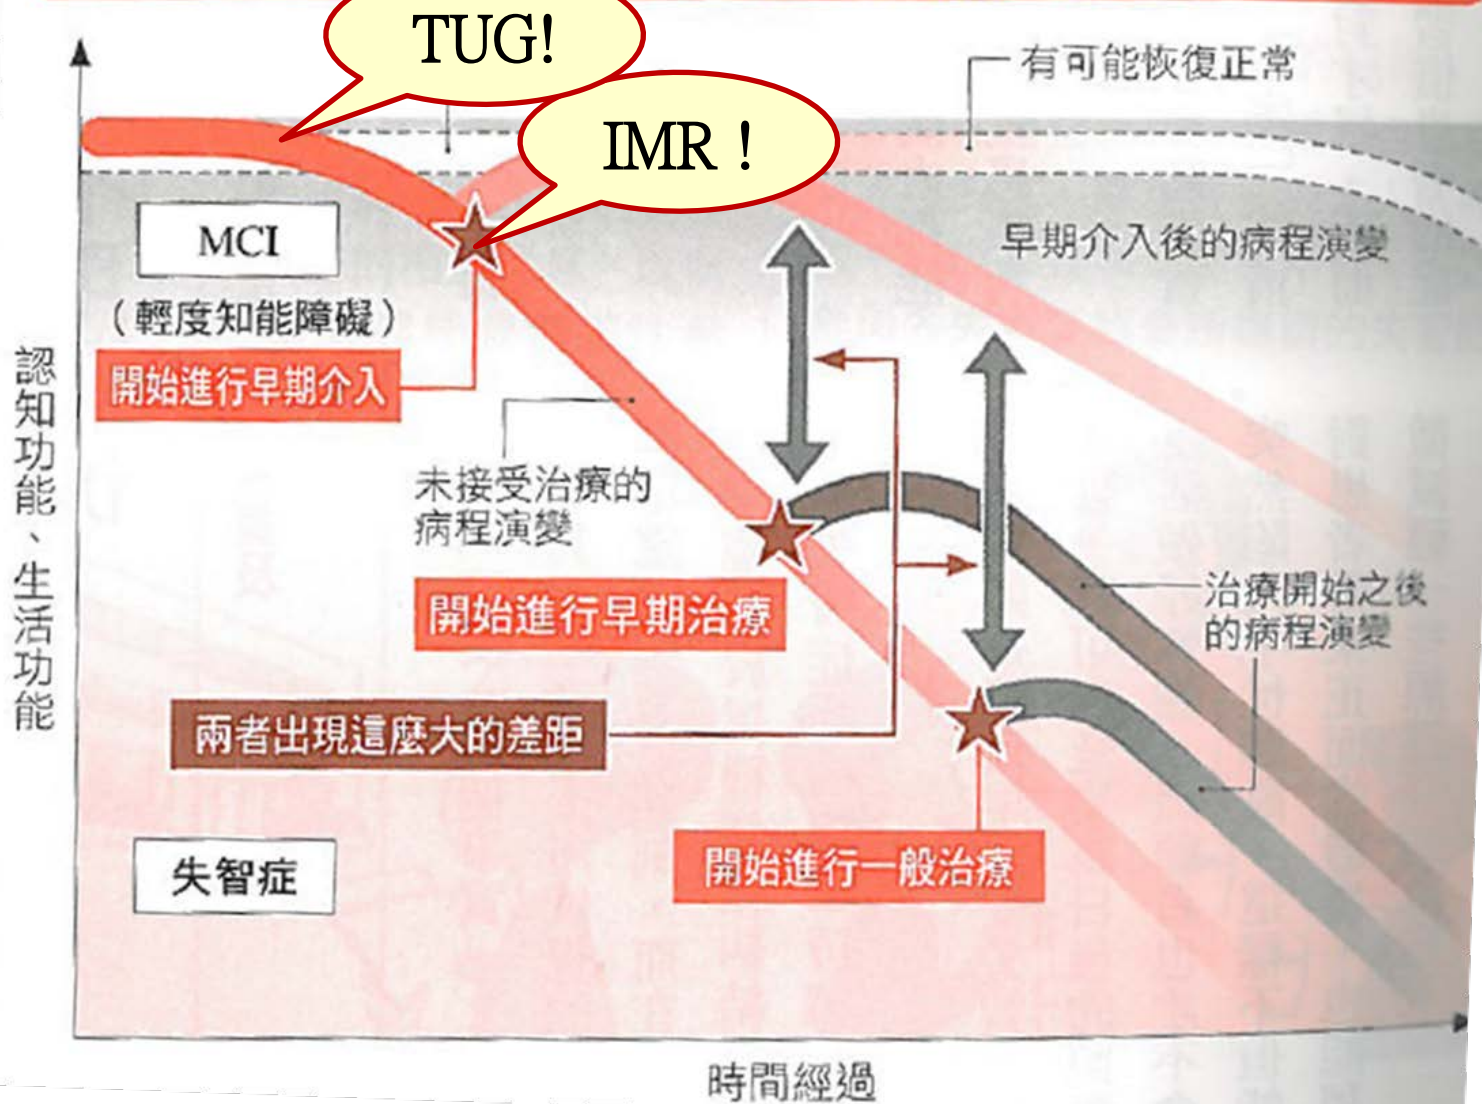 TUG!
有可能恢復正常
IMR！
MCI
早期介入後的病程演變
（輕度知能障礙）
開始進行早期介入
認知功能、生活功能
未接受治療的
病程演變
治療開始之後
的病程演變
開始進行早期治療
兩者出現這麼大的差距
開始進行一般治療
失智症
時間經過